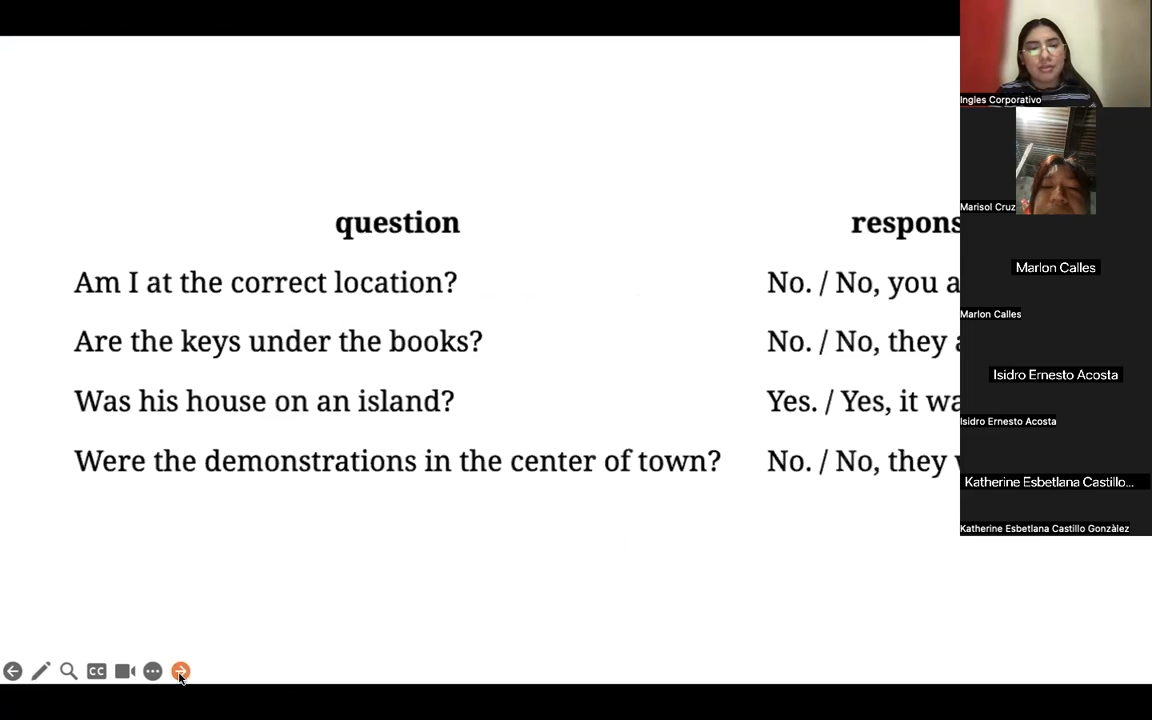 question respons
Am I at the correct location? No. / No, you a
Are the keys under the books? No. / No, they a
Was his house on an island? Yes. / Yes, it wa
Were the demonstrations in the center of town? No. / No, they
CC
Ingles Corporativo
Marisol Cruz
Marlon Calles
Marlon Calles
Isidro Ernesto Acosta
Isidro Ernesto Acosta
Katherine Esbetlana Castillo...
Katherine Esbetlana Castillo Gonzàlez